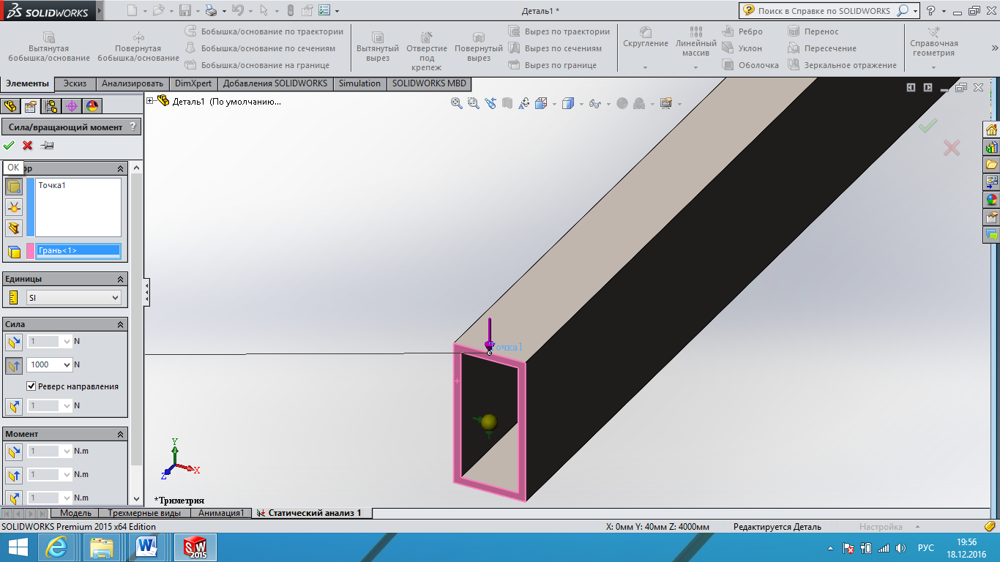 SOLIDWORKS
Деталь1 *
Поиск в Справке по SOLIDWORKS
?
Вытянутая бобышка/основание
Повернутая бобышка/основание
Бобышка/основание по траектории
Бобышка/основание по сечениям
Бобышка/основание на границе
Вытянутый вырез
Отверстие под крепеж
Повернутый вырез
Вырез по траектории
Вырез по сечениям
Вырез по границе
Скругление
Линейный массив
Ребро
Уклон
Оболочка
Перенос
Пересечение
Зеркальное отражение
Справочная геометрия
Элементы Эскиз Анализировать DimXpert Добавления SOLIDWORKS Simulation SOLIDWORKS MBD
Деталь1 (По умолчанию...
Сила/вращающий момент ?
OK
ор
Точка1
Грань<1>
Единицы
SI
Сила
1 N
1000 N
Реверс направления
1 N
Момент
1 N.m
1 N.m
1 N.m
Точка1
Y
X
Z
*Триметрия
Модель Трехмерные виды Анимация1 Статический анализ 1
SOLIDWORKS Premium 2015 x64 Edition X: 0мм Y: 40мм Z: 4000мм Редактируется Деталь Настройка
SW 2015
РУС
19:56
18.12.2016